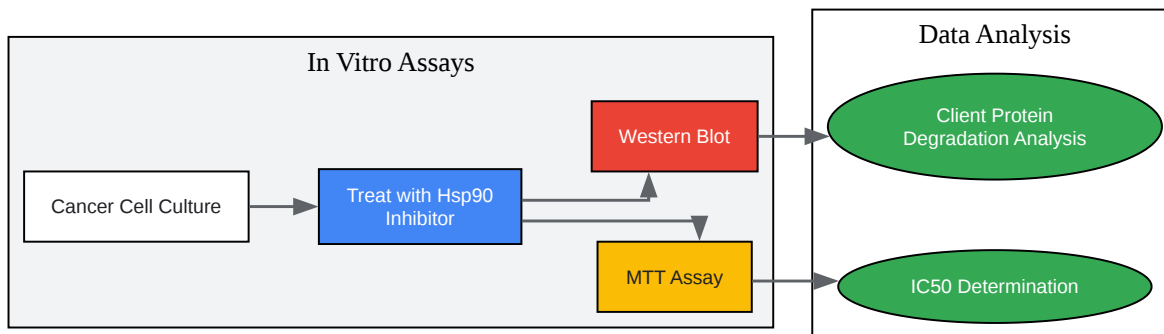 In Vitro Assays
Cancer Cell Culture
Treat with Hsp90
Inhibitor
Western Blot
MTT Assay
Data Analysis
Client Protein
Degradation Analysis
IC50 Determination